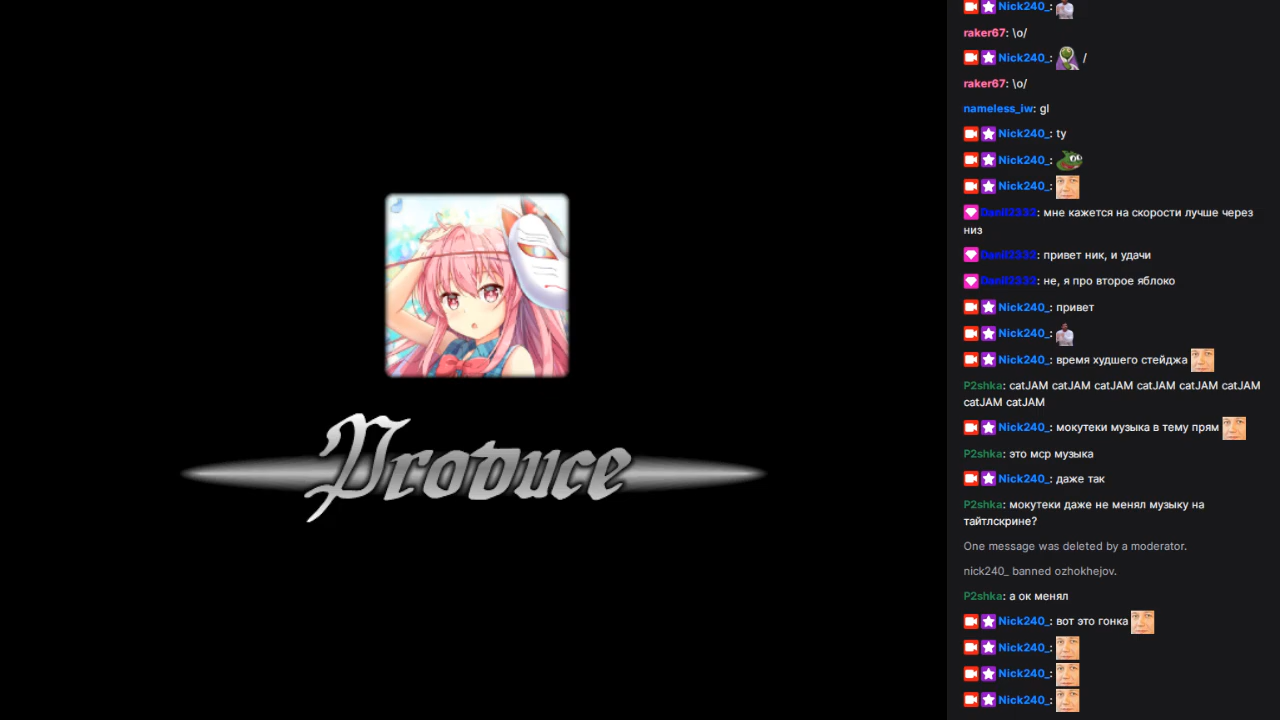 Nick240_:
raker67: \o/
Nick240_: /
raker67: \o/
nameless_iw: gl
Nick240_: ty
Nick240_:
Nick240_:
Danil2332: мне кажется на скорости лучше через
низ
Danil2332: привет ник, и удачи
Danil2332: не, я про второе яблоко
Nick240_: привет
Nick240_:
Nick240_: время худшего стейджа
P2shka: catJAM catJAM catJAM catJAM catJAM catJAM
catJAM catJAM
Nick240_: мокутеки музыка в тему прям
P2shka: это мср музыка
Nick240_: даже так
P2shka: мокутеки даже не менял музыку на
тайтлскрине?
One message was deleted by a moderator.
nick240_ banned ozhokhejov.
P2shka: а ок менял
Nick240_: вот это гонка
Nick240_:
Nick240_:
Nick240_:
Produce